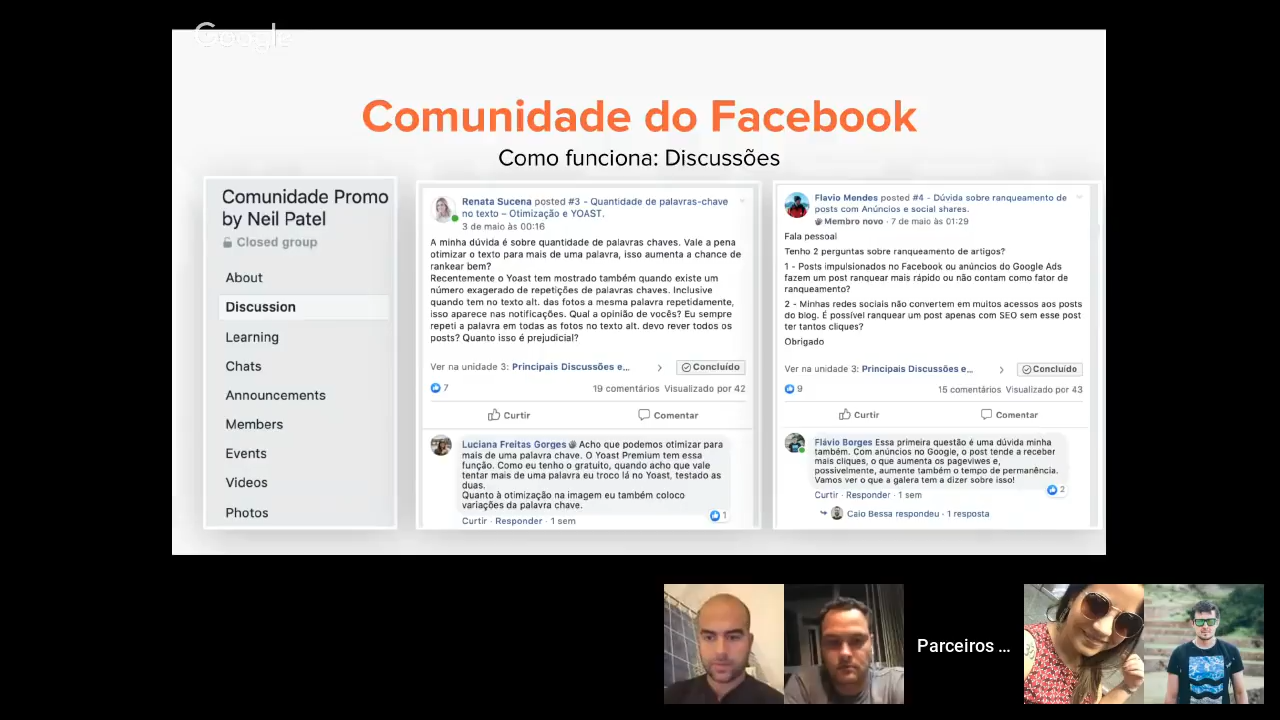 Google
Comunidade do Facebook
Como funciona: Discussões
Comunidade Promo
by Neil Patel
Closed group
About
Discussion
Learning
Chats
Announcements
Members
Events
Videos
Photos
Renata Sucena posted #3 - Quantidade de palavras-chave
no texto – Otimização e YOAST.
3 de maio às 00:16
A minha dúvida é sobre quantidade de palavras chaves. Vale a pena
otimizar o texto para mais de uma palavra, isso aumenta a chance de
rankear bem?
Recentemente o Yoast tem mostrado também quando existe um
número exagerado de repetições de palavras chaves. Inclusive
quando tem no texto alt. das fotos a mesma palavra repetidamente,
isso aparece nas notificações. Qual a opinião de vocês? Eu sempre
repeti a palavra em todas as fotos no texto alt. devo rever todos os
posts? Quanto isso é prejudicial?
Ver na unidade 3: Principais Discussões e...
Concluído
7
19 comentários Visualizado por 42
Curtir
Comentar
Luciana Freitas Gorges Acho que podemos otimizar para
mais de uma palavra chave. O Yoast Premium tem essa
função. Como eu tenho o gratuito, quando acho que vale
tentar mais de uma palavra eu troco lá no Yoast, testado as
duas.
Quanto à otimização na imagem eu também coloco
variações da palavra chave.
1
Curtir · Responder · 1 sem
Flavio Mendes posted #4 - Dúvida sobre ranqueamento de
posts com Anúncios e social shares.
Membro novo · 7 de maio às 01:29
Fala pessoal
Tenho 2 perguntas sobre ranqueamento de artigos?
1 - Posts impulsionados no Facebook ou anúncios do Google Ads
fazem um post ranquear mais rápido ou não contam como fator de
ranqueamento?
2 - Minhas redes sociais não convertem em muitos acessos aos posts
do blog. É possível ranquear um post apenas com SEO sem esse post
ter tantos cliques?
Obrigado
Ver na unidade 3: Principais Discussões e...
Concluído
9
15 comentários Visualizado por 43
Curtir
Comentar
Flávio Borges Essa primeira questão é uma dúvida minha
também. Com anúncios no Google, o post tende a receber
mais cliques, o que aumenta os pageviwes e,
possivelmente, aumente também o tempo de permanência.
Vamos ver o que a galera tem a dizer sobre isso!
2
Curtir · Responder · 1 sem
Caio Bessa respondeu · 1 resposta
Parceiros ...